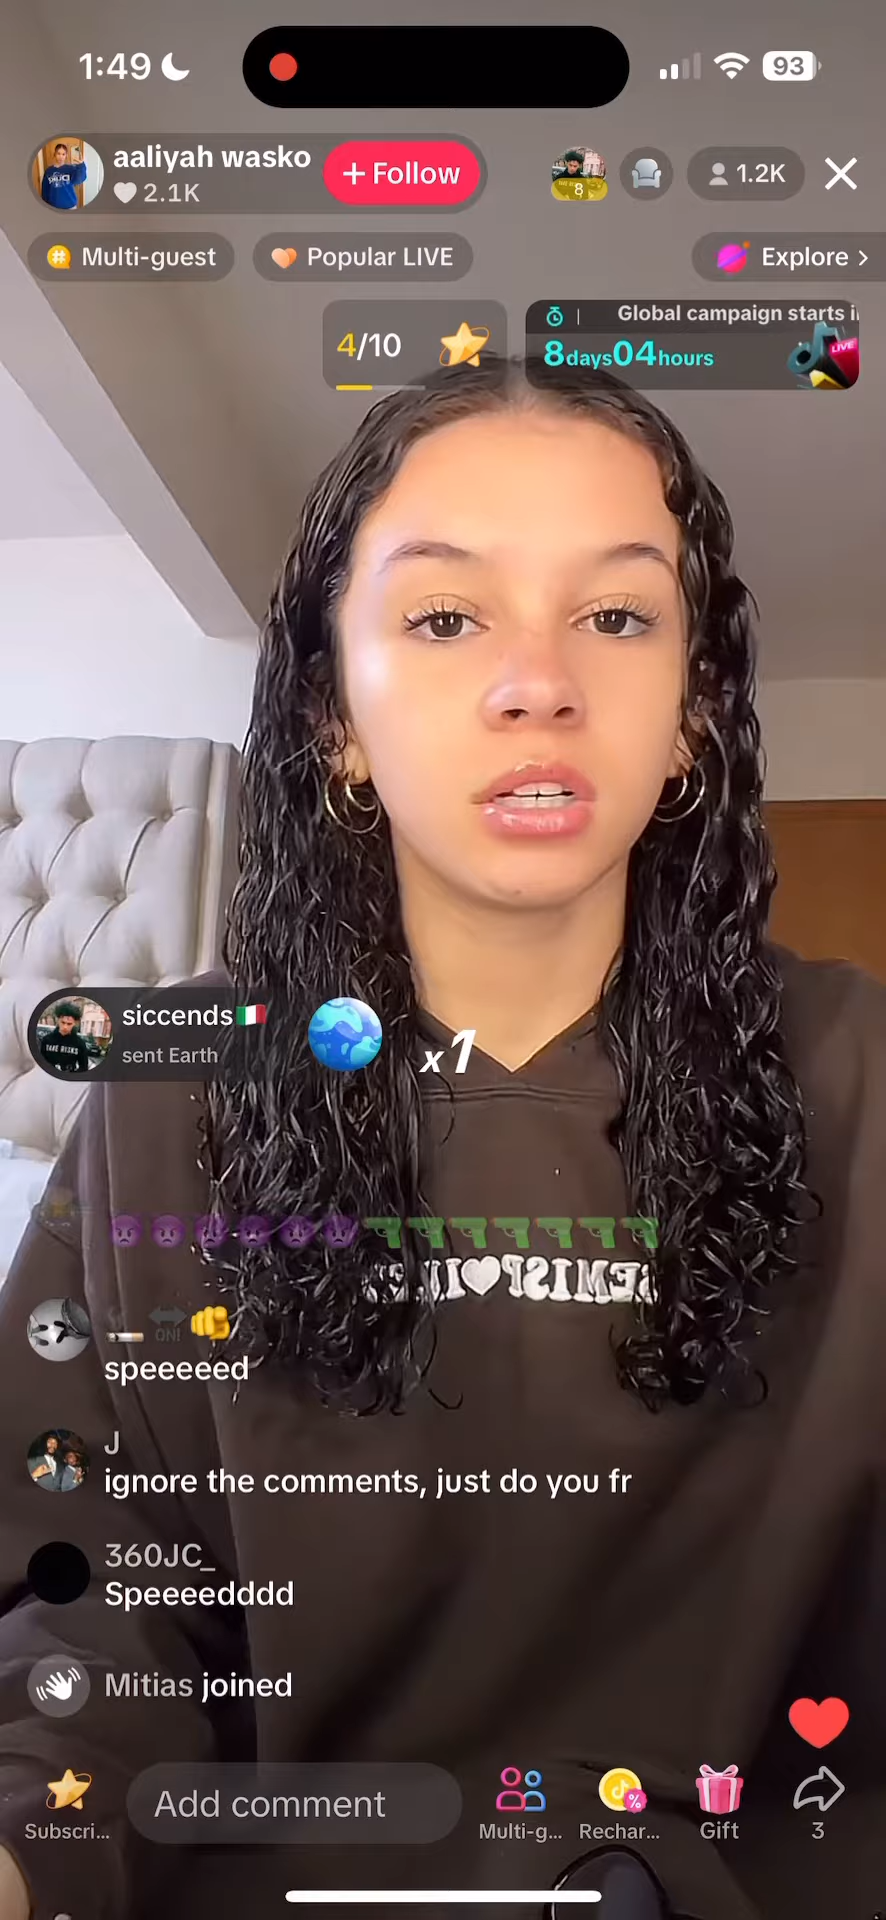 1:49
93
aaliyah wasko
2.1K
+ Follow
8
1.2K
Multi-guest
Popular LIVE
Explore >
4/10
Global campaign starts
8days04hours
LIVE
siccends🇮🇹
sent Earth
x1
TAKE RISKS
😈😈😈😈😈😈🔫🔫🔫🔫🔫🔫🔫
🚬 ON! 🫵
speeeeed
J
ignore the comments, just do you fr
360JC_
Speeeedddd
Mitias joined
Add comment
Subscri...
Multi-g...
Rechar...
Gift
3